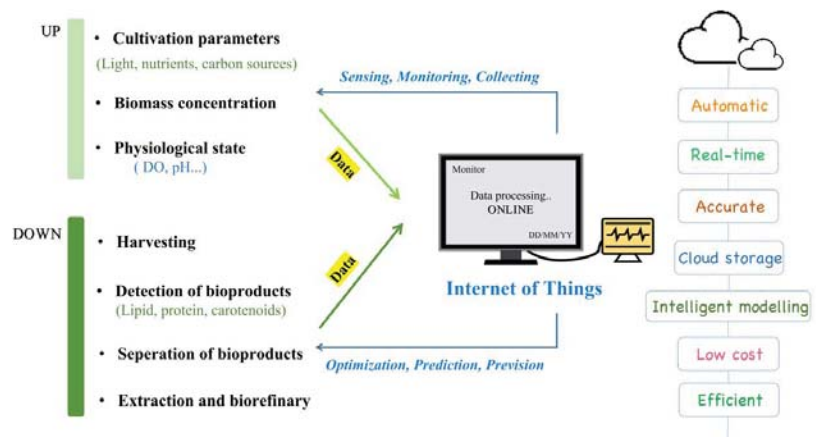 UP
• Cultivation parameters
(Light, nutrients, carbon sources)
• Biomass concentration
• Physiological state
( DO, pH...)
DOWN
• Harvesting
• Detection of bioproducts
(Lipid, protein, carotenoids)
• Seperation of bioproducts
• Extraction and biorefinary
Sensing, Monitoring, Collecting
Data
Data
Monitor
Data processing..
ONLINE
DD/MM/YY
Internet of Things
Optimization, Prediction, Prevision
Automatic
Real-time
Accurate
Cloud storage
Intelligent modelling
Low cost
Efficient